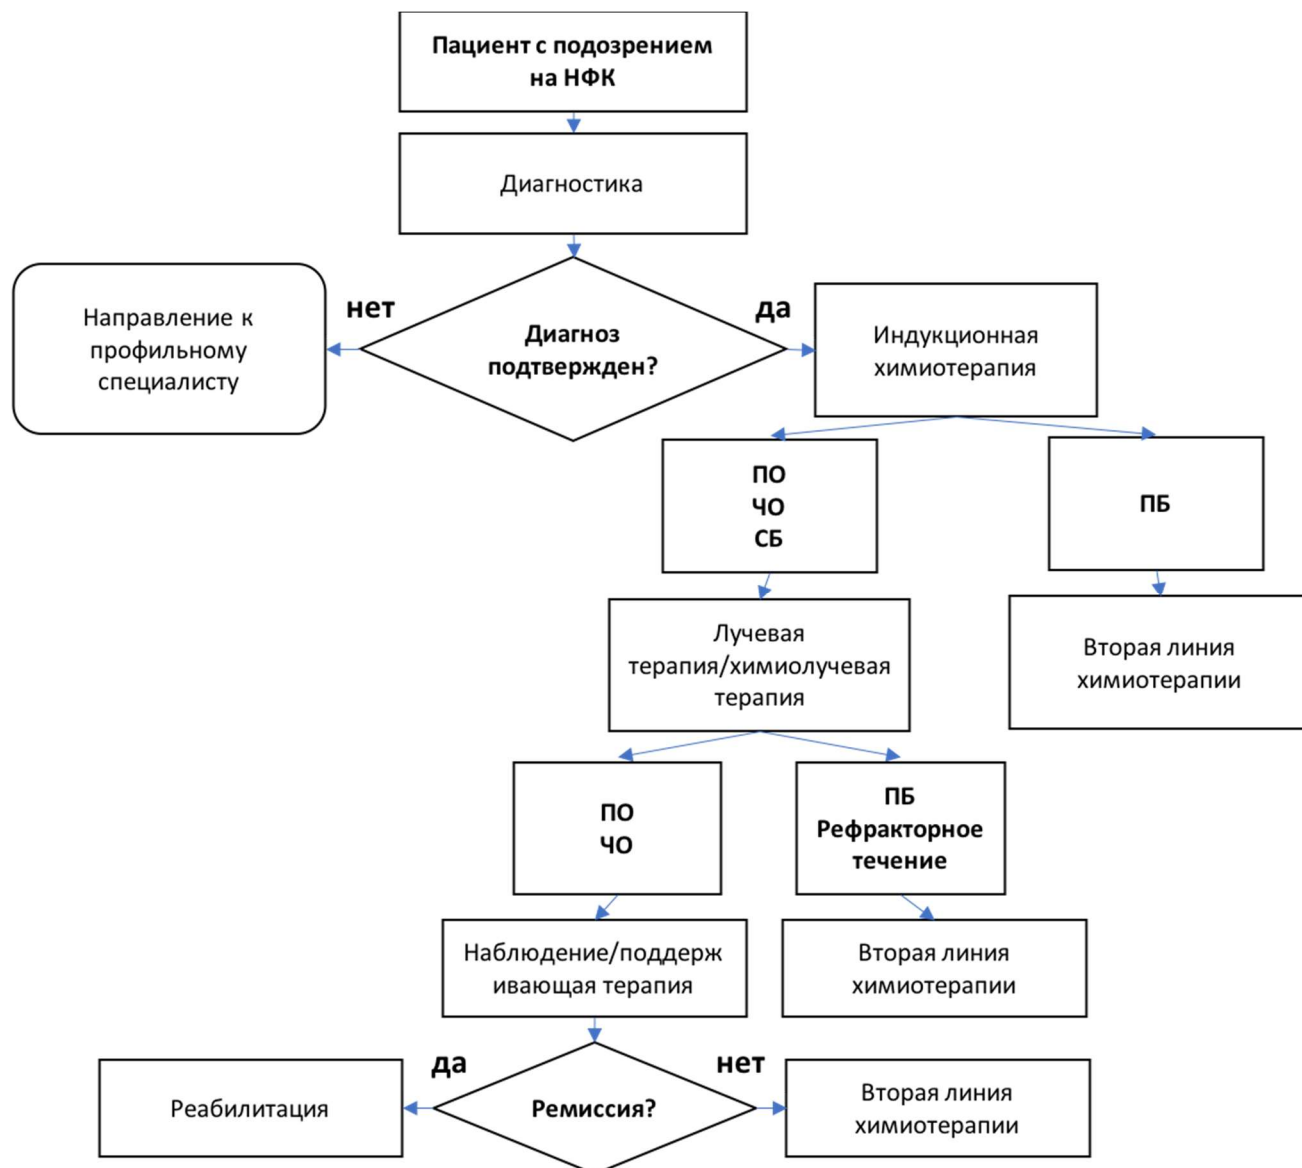 Пациент с подозрением
на НФК
Диагностика
нет
да
Направление к
профильному
специалисту
Диагноз
подтвержден?
Индукционная
химиотерапия
ПО
ЧО
СБ
ПБ
Лучевая
терапия/химиолучевая
терапия
Вторая линия
химиотерапии
ПО
ЧО
ПБ
Рефракторное
течение
Наблюдение/поддерж
ивающая терапия
Вторая линия
химиотерапии
да
нет
Реабилитация
Ремиссия?
Вторая линия
химиотерапии